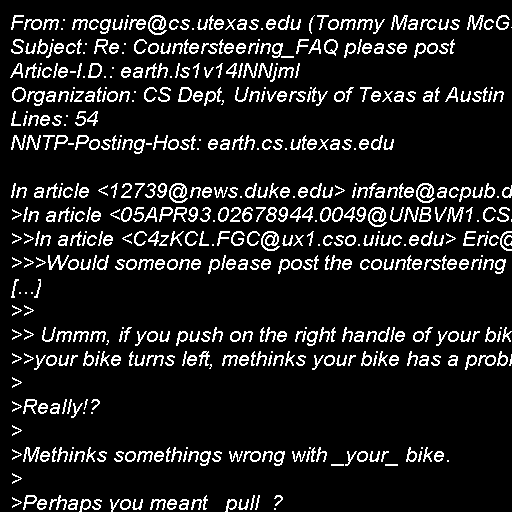 From: mcguire@cs.utexas.edu (Tommy Marcus McG
Subject: Re: Countersteering_FAQ please post
Article-I.D.: earth.ls1v14INNjml
Organization: CS Dept, University of Texas at Austin
Lines: 54
NNTP-Posting-Host: earth.cs.utexas.edu

In article <12739@news.duke.edu> infante@acpub.d
>In article <05APR93.02678944.0049@UNBVM1.CS
>>In article <C4zKCL.FGC@ux1.cso.uiuc.edu> Eric@
>>>Would someone please post the countersteering
[...]
>>
>> Ummm, if you push on the right handle of your bik
>>your bike turns left, methinks your bike has a prob
>
>Really!?
>
>Methinks somethings wrong with _your_ bike.
>
>Perhaps you meant _pull_?